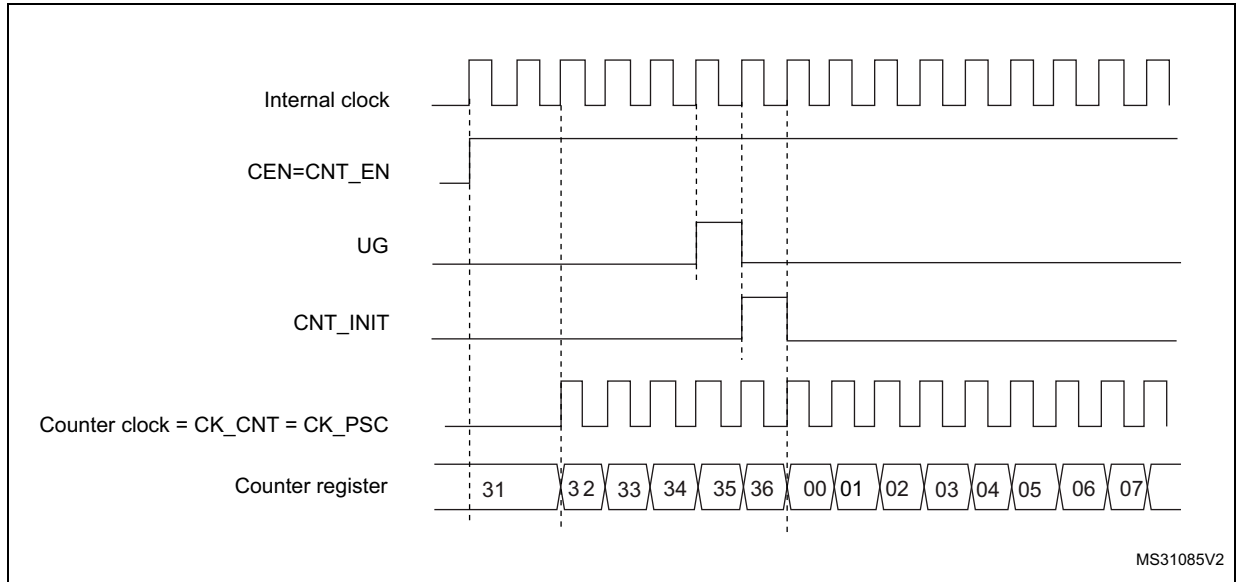 Internal clock
CEN=CNT_EN
UG
CNT_INIT
Counter clock = CK_CNT = CK_PSC
Counter register 31 32 33 34 35 36 00 01 02 03 04 05 06 07
MS31085V2